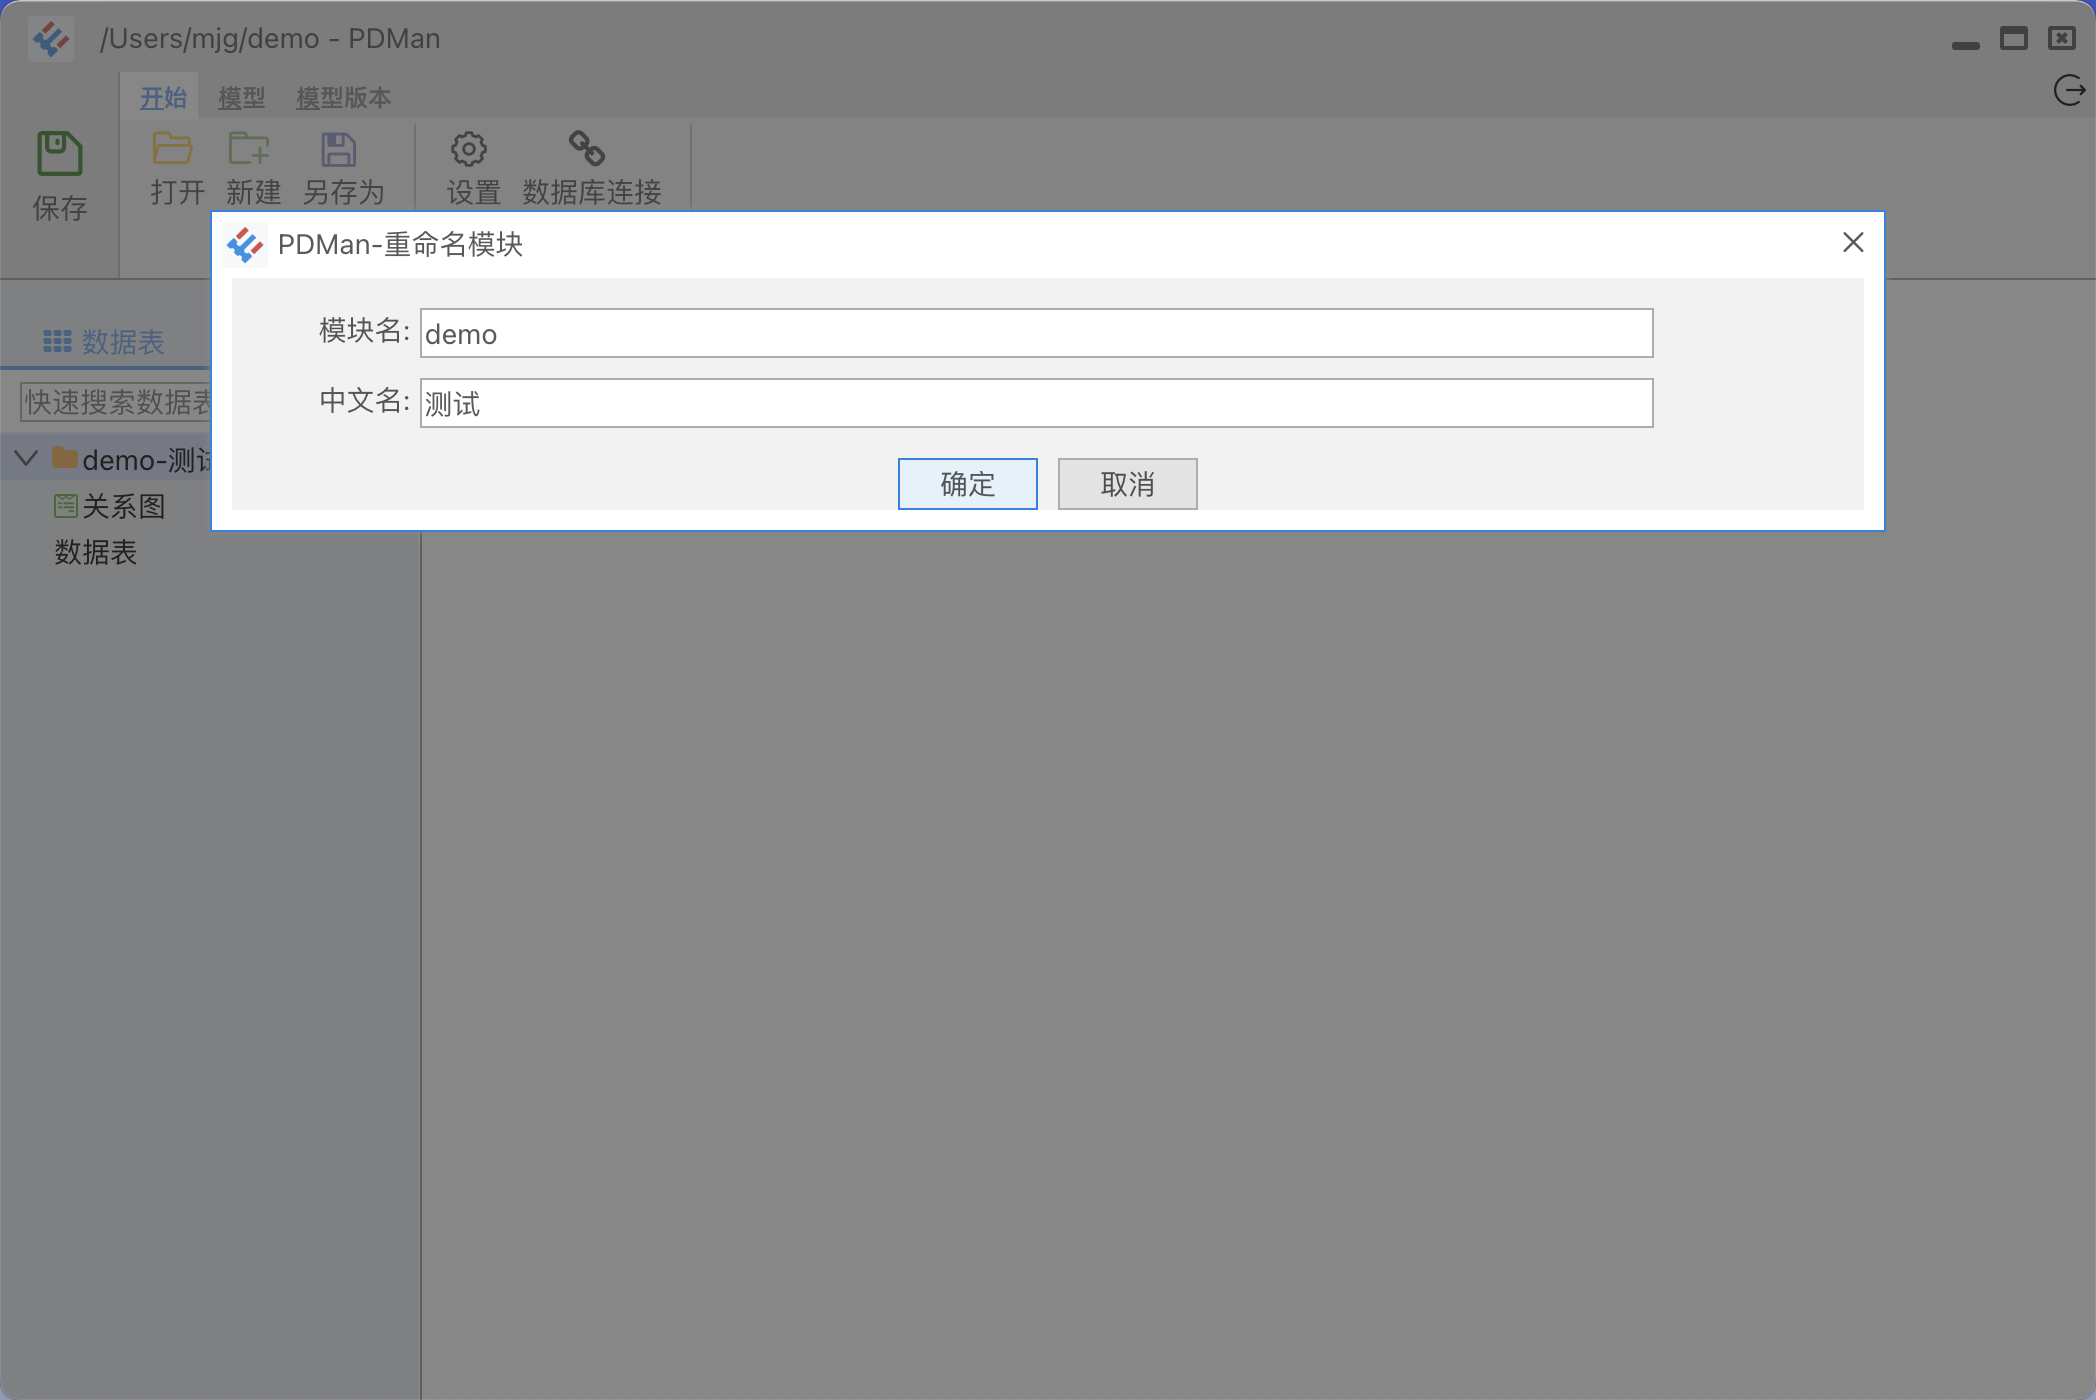 /Users/mjg/demo - PDMan
开始 模型 模型版本
保存
打开 新建 另存为 设置 数据库连接
PDMan-重命名模块
模块名: demo
中文名: 测试
确定 取消
数据表
快速搜索数据表
demo-测试
关系图
数据表